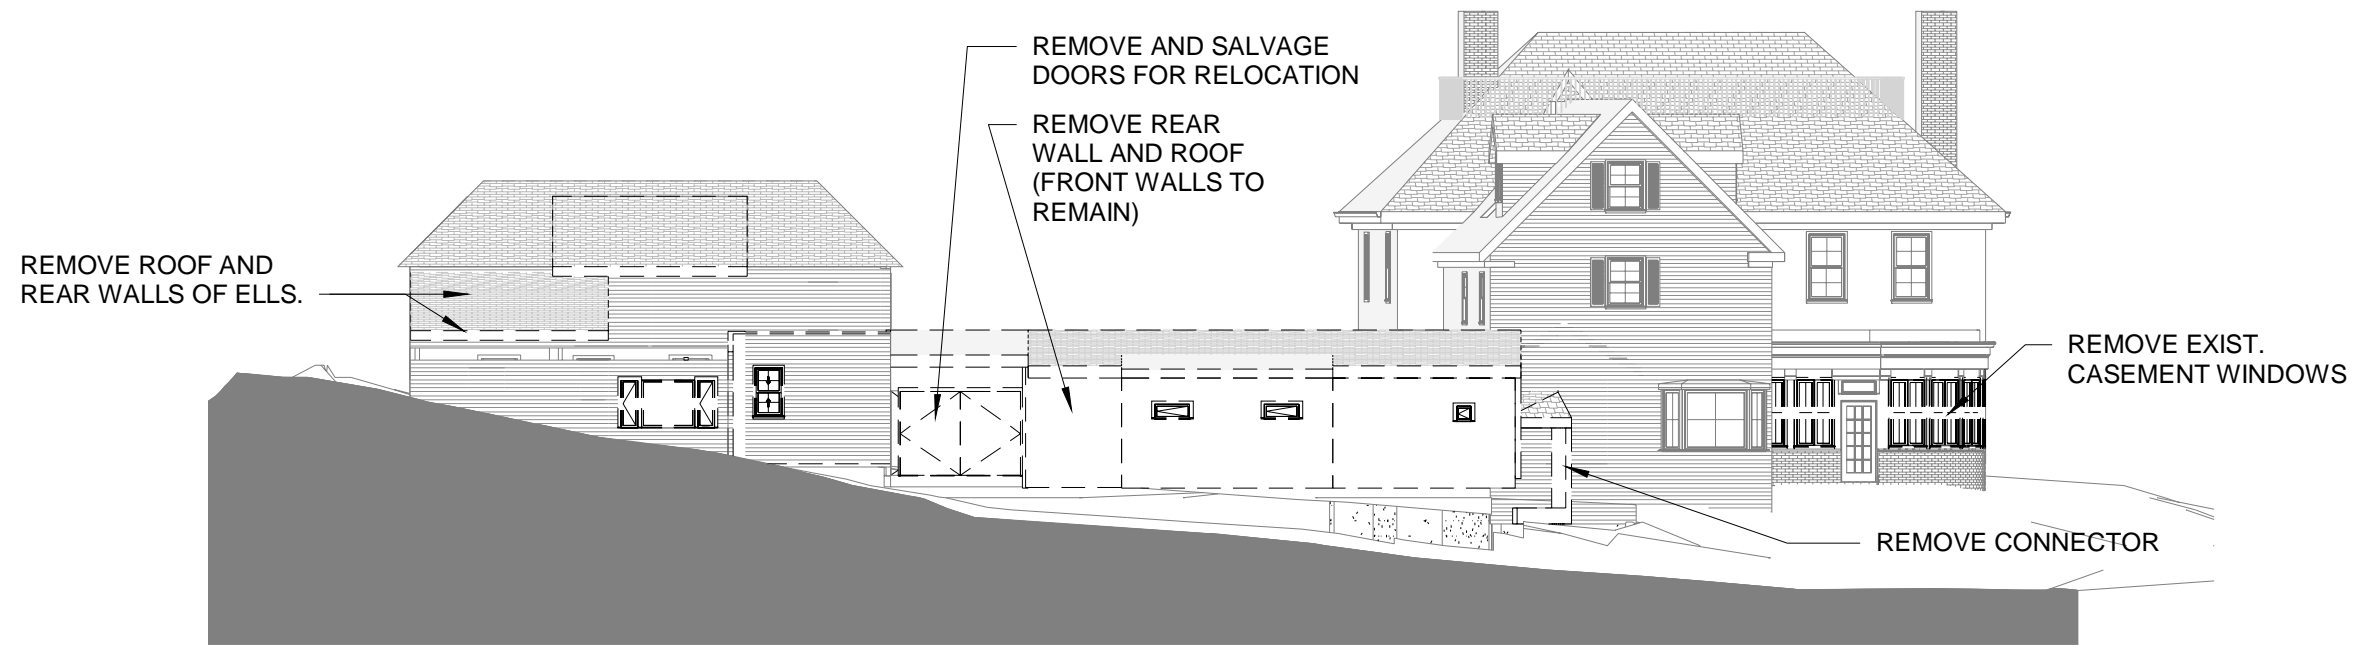 REMOVE AND SALVAGE
DOORS FOR RELOCATION
REMOVE REAR
WALL AND ROOF
(FRONT WALLS TO
REMAIN)
REMOVE ROOF AND
REAR WALLS OF ELLS.
REMOVE EXIST.
CASEMENT WINDOWS
REMOVE CONNECTOR